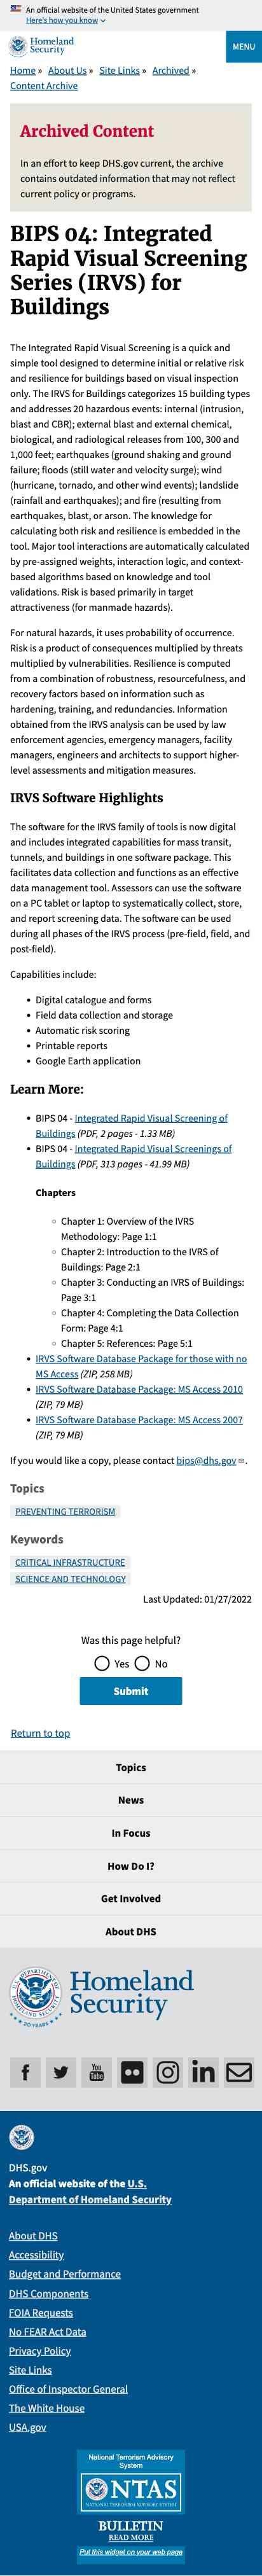 An official website of the United States government
Here's how you know
Homeland
Security
MENU
Home » About Us » Site Links » Archived »
Content Archive
Archived Content
In an effort to keep DHS.gov current, the archive
contains outdated information that may not reflect
current policy or programs.
BIPS 04: Integrated
Rapid Visual Screening
Series (IRVS) for
Buildings
The Integrated Rapid Visual Screening is a quick and
simple tool designed to determine initial or relative risk
and resilience for buildings based on visual inspection
only. The IRVS for Buildings categorizes 15 building types
and addresses 20 hazardous events: internal (intrusion,
blast and CBR); external blast and external chemical,
biological, and radiological releases from 100, 300 and
1,000 feet; earthquakes (ground shaking and ground
failure; floods (still water and velocity surge); wind
(hurricane, tornado, and other wind events); landslide
(rainfall and earthquakes); and fire (resulting from
earthquakes, blast, or arson. The knowledge for
calculating both risk and resilience is embedded in the
tool. Major tool interactions are automatically calculated
by pre-assigned weights, interaction logic, and context-
based algorithms based on knowledge and tool
validations. Risk is based primarily in target
attractiveness (for manmade hazards).
For natural hazards, it uses probability of occurrence.
Risk is a product of consequences multiplied by threats
multiplied by vulnerabilities. Resilience is computed
from a combination of robustness, resourcefulness, and
recovery factors based on information such as
hardening, training, and redundancies. Information
obtained from the IRVS analysis can be used by law
enforcement agencies, emergency managers, facility
managers, engineers and architects to support higher-
level assessments and mitigation measures.
IRVS Software Highlights
The software for the IRVS family of tools is now digital
and includes integrated capabilities for mass transit,
tunnels, and buildings in one software package. This
facilitates data collection and functions as an effective
data management tool. Assessors can use the software
on a PC tablet or laptop to systematically collect, store,
and report screening data. The software can be used
during all phases of the IRVS process (pre-field, field, and
post-field).
Capabilities include:
• Digital catalogue and forms
• Field data collection and storage
• Automatic risk scoring
• Printable reports
• Google Earth application
Learn More:
• BIPS 04 - Integrated Rapid Visual Screening of
Buildings (PDF, 2 pages - 1.33 MB)
• BIPS 04 - Integrated Rapid Visual Screenings of
Buildings (PDF, 313 pages - 41.99 MB)
Chapters
◦ Chapter 1: Overview of the IVRS
Methodology: Page 1:1
◦ Chapter 2: Introduction to the IVRS of
Buildings: Page 2:1
◦ Chapter 3: Conducting an IVRS of Buildings:
Page 3:1
◦ Chapter 4: Completing the Data Collection
Form: Page 4:1
◦ Chapter 5: References: Page 5:1
• IRVS Software Database Package for those with no
MS Access (ZIP, 258 MB)
• IRVS Software Database Package: MS Access 2010
(ZIP, 79 MB)
• IRVS Software Database Package: MS Access 2007
(ZIP, 79 MB)
If you would like a copy, please contact bips@dhs.gov.
Topics
PREVENTING TERRORISM
Keywords
CRITICAL INFRASTRUCTURE
SCIENCE AND TECHNOLOGY
Last Updated: 01/27/2022
Was this page helpful?
Yes No
Submit
Return to top
Topics
News
In Focus
How Do I?
Get Involved
About DHS
Homeland
Security
20 YEARS
You
Tube
DHS.gov
An official website of the U.S.
Department of Homeland Security
About DHS
Accessibility
Budget and Performance
DHS Components
FOIA Requests
No FEAR Act Data
Privacy Policy
Site Links
Office of Inspector General
The White House
USA.gov
National Terrorism Advisory
System
NTAS
NATIONAL TERRORISM ADVISORY SYSTEM
BULLETIN
READ MORE
Put this widget on your web page